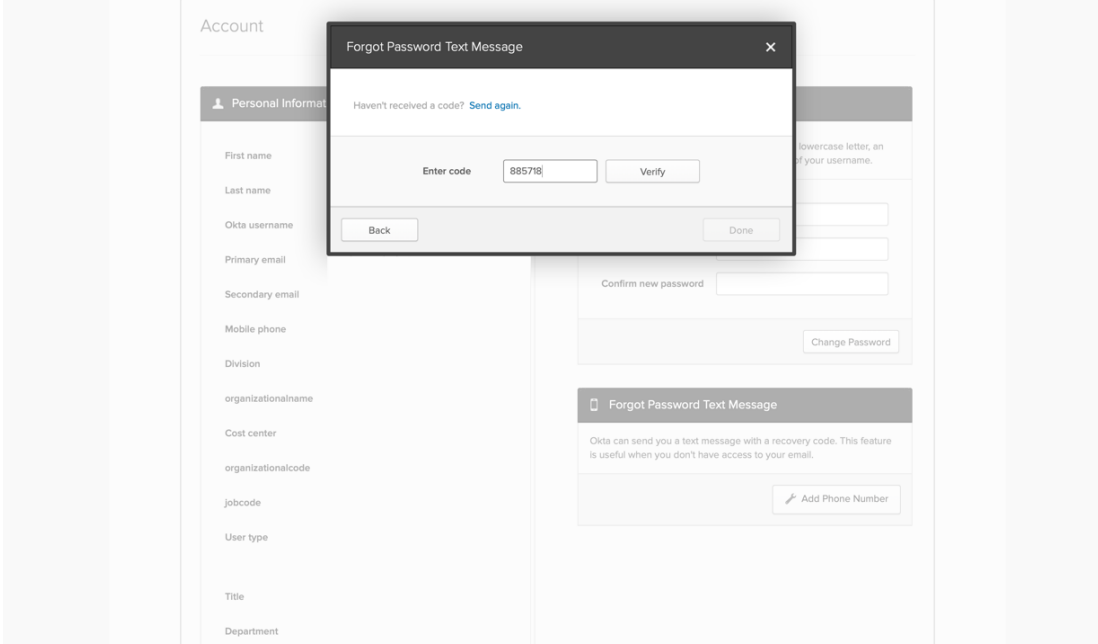 Account
Forgot Password Text Message
Haven't received a code? Send again.
Enter code 885718 Verify
Back Done
Personal Informat
First name
Last name
Okta username
Primary email
Secondary email
Mobile phone
Division
organizationalname
Cost center
organizationalcode
jobcode
User type
Title
Department
lowercase letter, an
of your username.
Confirm new password
Change Password
Forgot Password Text Message
Okta can send you a text message with a recovery code. This feature
is useful when you don't have access to your email.
Add Phone Number